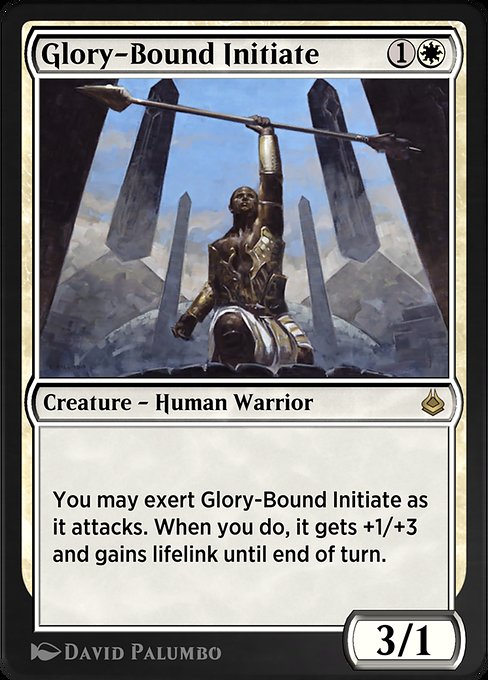 Glory-Bound Initiate 1
Creature – Human Warrior
You may exert Glory-Bound Initiate as
it attacks. When you do, it gets +1/+3
and gains lifelink until end of turn.
3/1
David Palumbo